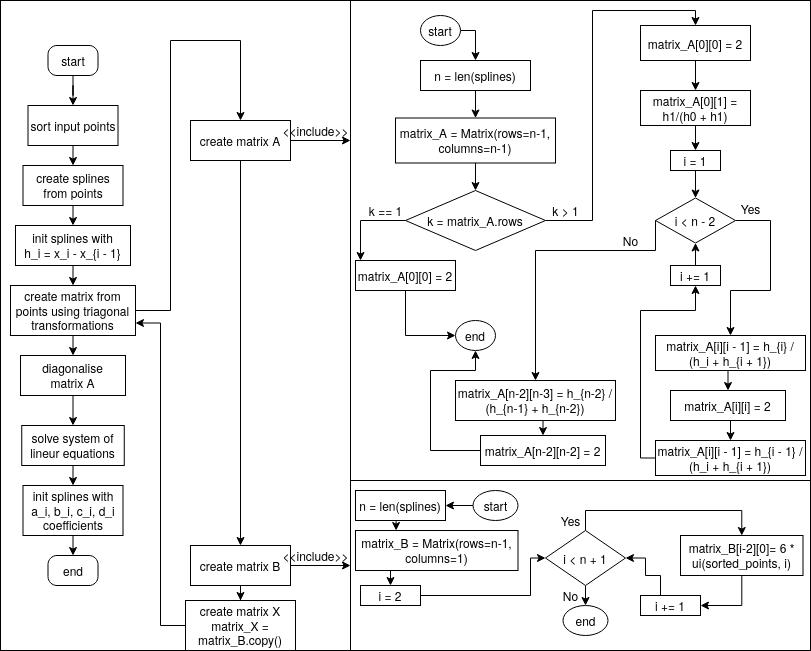 start
sort input points
create splines
from points
init splines with
h_i = x_i - x_{i - 1}
create matrix from
points using triagonal
transformations
diagonalise
matrix A
solve system of
lineur equations
init splines with
a_i, b_i, c_i, d_i
coefficients
end
create matrix A
<<include>>
create matrix B
<<include>>
create matrix X
matrix_X =
matrix_B.copy()
start
n = len(splines)
matrix_A = Matrix(rows=n-1,
columns=n-1)
k == 1
k = matrix_A.rows
k > 1
matrix_A[0][0] = 2
end
matrix_A[0][0] = 2
matrix_A[0][1] =
h1/(h0 + h1)
i = 1
i < n - 2
Yes
No
i += 1
matrix_A[i][i - 1] = h_{i} /
(h_i + h_{i + 1})
matrix_A[i][i] = 2
matrix_A[i][i - 1] = h_{i - 1} /
(h_i + h_{i + 1})
matrix_A[n-2][n-3] = h_{n-2} /
(h_{n-1} + h_{n-2})
matrix_A[n-2][n-2] = 2
start
n = len(splines)
matrix_B = Matrix(rows=n-1,
columns=1)
i = 2
Yes
i < n + 1
No
end
matrix_B[i-2][0]= 6 *
ui(sorted_points, i)
i += 1